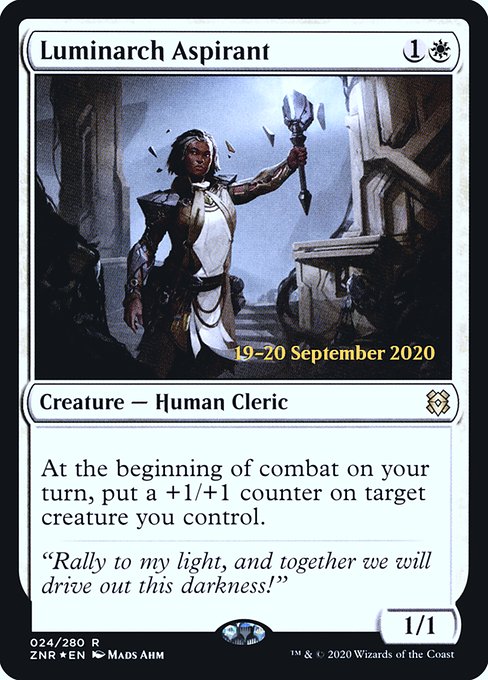 Luminarch Aspirant 1
19–20 September 2020
Creature — Human Cleric
At the beginning of combat on your
turn, put a +1/+1 counter on target
creature you control.
“Rally to my light, and together we will
drive out this darkness!”
1/1
024/280 R
ZNR ★ EN Mads Ahm
™ & © 2020 Wizards of the Coast